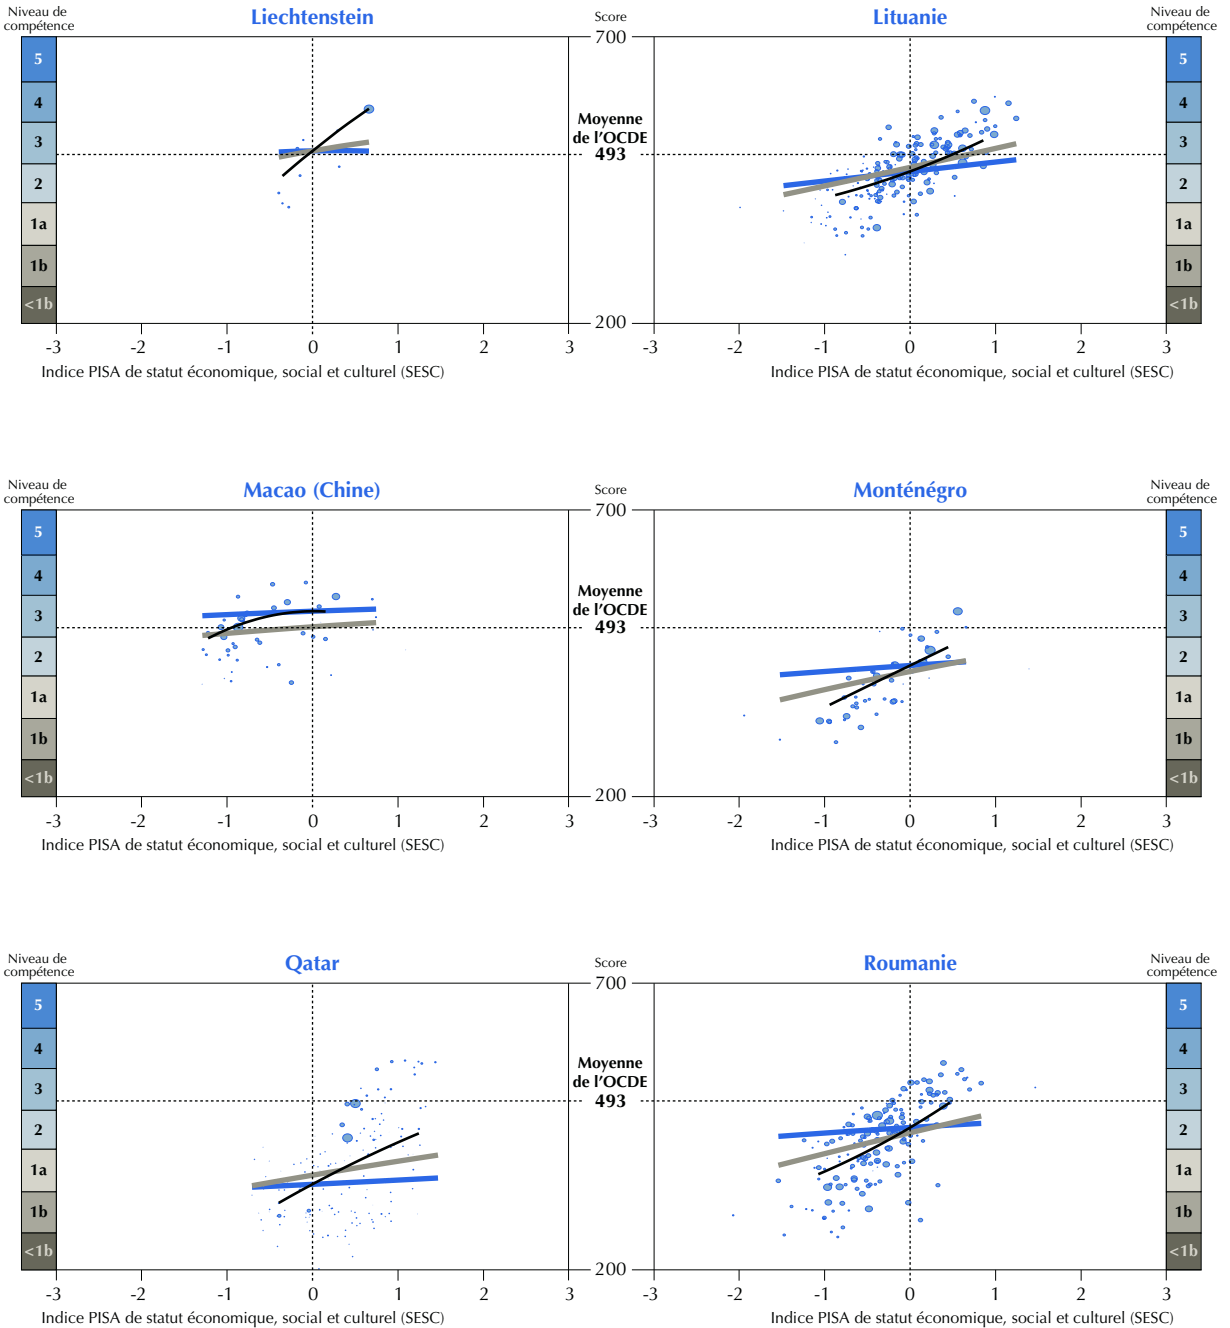 Niveau de
compétence
Liechtenstein
Score
Lituanie
Niveau de
compétence
700
5
4
3
2
1a
1b
<1b
Moyenne
de l'OCDE
493
5
4
3
2
1a
1b
<1b
200
-3 -2 -1 0 1 2 3
-3 -2 -1 0 1 2 3
Indice PISA de statut économique, social et culturel (SESC)
Indice PISA de statut économique, social et culturel (SESC)
Niveau de
compétence
Macao (Chine)
Score
Monténégro
Niveau de
compétence
700
5
4
3
2
1a
1b
<1b
Moyenne
de l'OCDE
493
5
4
3
2
1a
1b
<1b
200
-3 -2 -1 0 1 2 3
-3 -2 -1 0 1 2 3
Indice PISA de statut économique, social et culturel (SESC)
Indice PISA de statut économique, social et culturel (SESC)
Niveau de
compétence
Qatar
Score
Roumanie
Niveau de
compétence
700
5
4
3
2
1a
1b
<1b
Moyenne
de l'OCDE
493
5
4
3
2
1a
1b
<1b
200
-3 -2 -1 0 1 2 3
-3 -2 -1 0 1 2 3
Indice PISA de statut économique, social et culturel (SESC)
Indice PISA de statut économique, social et culturel (SESC)